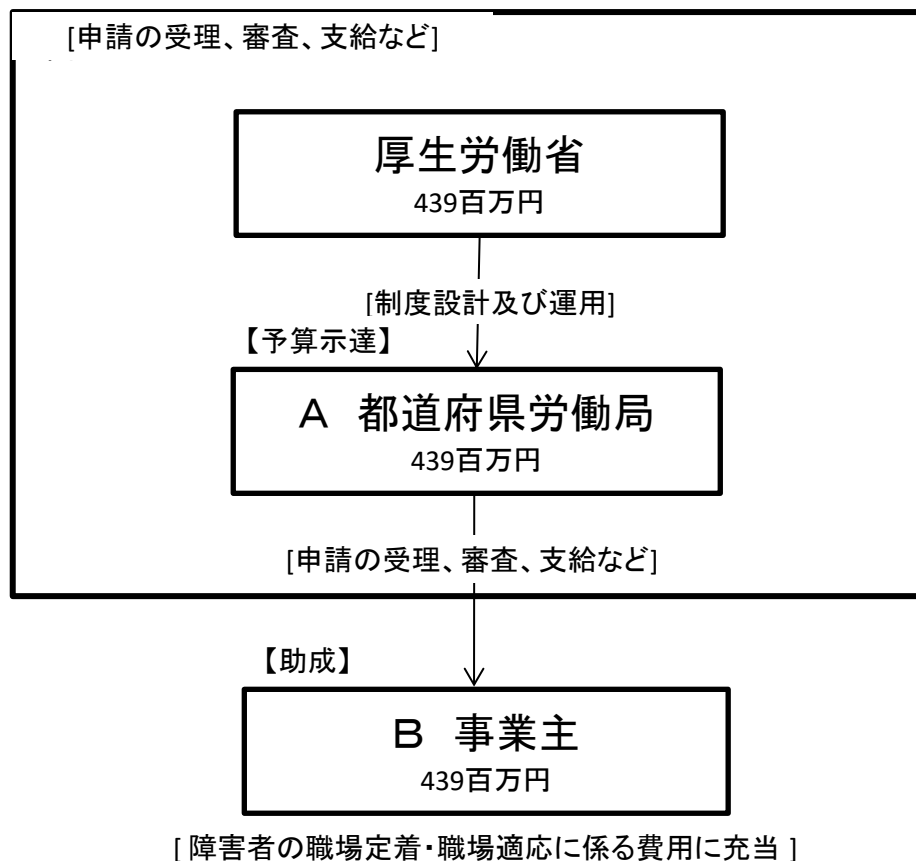 [申請の受理、審査、支給など]
厚生労働省
439百万円
[制度設計及び運用]
【予算示達】
Ａ　都道府県労働局
439百万円
[申請の受理、審査、支給など]
【助成】
Ｂ　事業主
439百万円
[ 障害者の職場定着・職場適応に係る費用に充当 ]